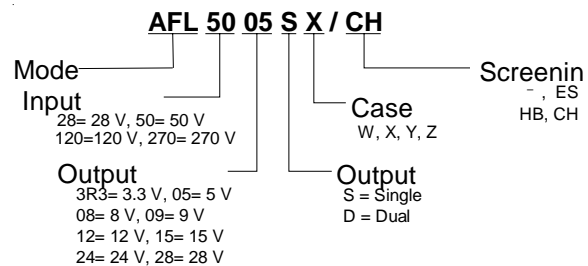 AFL 50 05 S X / CH
Mode
Input
28= 28 V, 50= 50 V
120=120 V, 270= 270 V
Output
3R3= 3.3 V, 05= 5 V
08= 8 V, 09= 9 V
12= 12 V, 15= 15 V
24= 24 V, 28= 28 V
Output
S = Single
D = Dual
Case
W, X, Y, Z
Screenin
– , ES
HB, CH